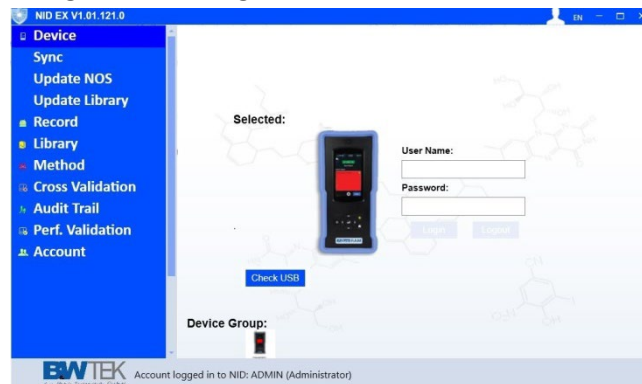 NID EX V1.01.121.0
EN
Device
Sync
Update NOS
Update Library
Record
Library
Method
Cross Validation
Audit Trail
Perf. Validation
Account
Selected:
User Name:
Password:
Login Logout
Check USB
Device Group:
BWTEK
Account logged in to NID: ADMIN (Administrator)